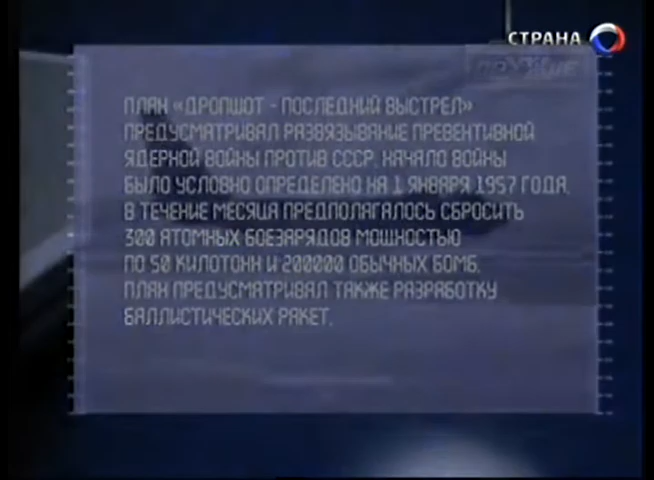 СТРАНА
ПЛАН «ДРОПШОТ - ПОСЛЕДНИЙ ВЫСТРЕЛ»
ПРЕДУСМАТРИВАЛ РАЗВЯЗЫВАНИЕ ПРЕВЕНТИВНОЙ
ЯДЕРНОЙ ВОЙНЫ ПРОТИВ СССР. НАЧАЛО ВОЙНЫ
БЫЛО УСЛОВНО ОПРЕДЕЛЕНО НА 1 ЯНВАРЯ 1957 ГОДА.
В ТЕЧЕНИЕ МЕСЯЦА ПРЕДПОЛАГАЛОСЬ СБРОСИТЬ
300 АТОМНЫХ БОЕЗАРЯДОВ МОЩНОСТЬЮ
ПО 50 КИЛОТОНН И 200000 ОБЫЧНЫХ БОМБ.
ПЛАН ПРЕДУСМАТРИВАЛ ТАКЖЕ РАЗРАБОТКУ
БАЛЛИСТИЧЕСКИХ РАКЕТ.